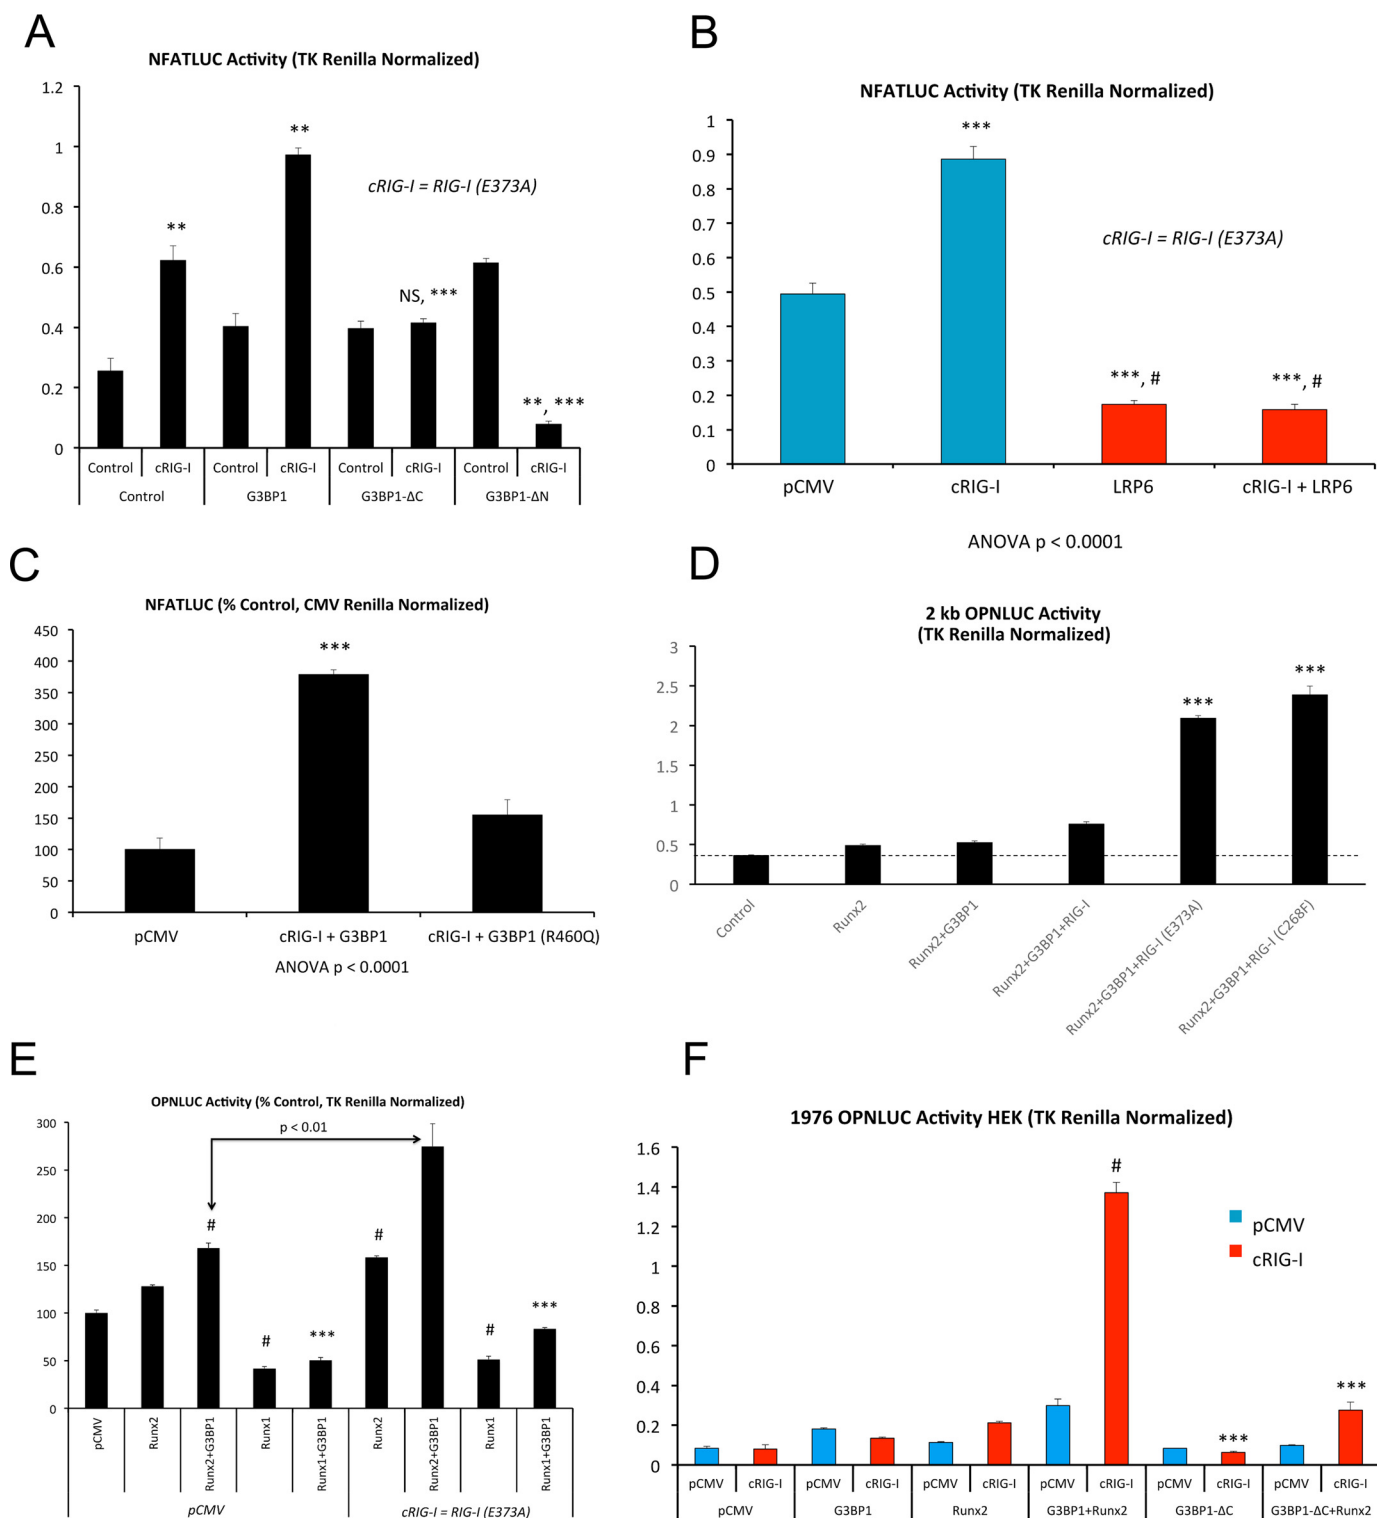 A
NFATLUC Activity (TK Renilla Normalized)
1.2
1
0.8
0.6
0.4
0.2
0
**
**
NS, ***
**, ***
cRIG-I = RIG-I (E373A)
Control cRIG-I Control cRIG-I Control cRIG-I Control cRIG-I
Control G3BP1 G3BP1-ΔC G3BP1-ΔN
B
NFATLUC Activity (TK Renilla Normalized)
1
0.9
0.8
0.7
0.6
0.5
0.4
0.3
0.2
0.1
0
***
***, #
***, #
cRIG-I = RIG-I (E373A)
pCMV cRIG-I LRP6 cRIG-I + LRP6
ANOVA p < 0.0001
C
NFATLUC (% Control, CMV Renilla Normalized)
450
400
350
300
250
200
150
100
50
0
***
pCMV cRIG-I + G3BP1 cRIG-I + G3BP1 (R460Q)
ANOVA p < 0.0001
D
2 kb OPNLUC Activity
(TK Renilla Normalized)
3
2.5
2
1.5
1
0.5
0
***
***
Control
Runx2
Runx2+G3BP1
Runx2+G3BP1+RIG-I
Runx2+G3BP1+RIG-I (E373A)
Runx2+G3BP1+RIG-I (C268F)
E
OPNLUC Activity (% Control, TK Renilla Normalized)
300
250
200
150
100
50
0
p < 0.01
#
#
***
#
#
***
pCMV
Runx2
Runx2+G3BP1
Runx1
Runx1+G3BP1
Runx2
Runx2+G3BP1
Runx1
Runx1+G3BP1
pCMV cRIG-I = RIG-I (E373A)
F
1976 OPNLUC Activity HEK (TK Renilla Normalized)
1.6
1.4
1.2
1
0.8
0.6
0.4
0.2
0
#
***
***
pCMV
cRIG-I
pCMV cRIG-I pCMV cRIG-I pCMV cRIG-I pCMV cRIG-I pCMV cRIG-I pCMV cRIG-I
pCMV G3BP1 Runx2 G3BP1+Runx2 G3BP1-ΔC G3BP1-ΔC+Runx2